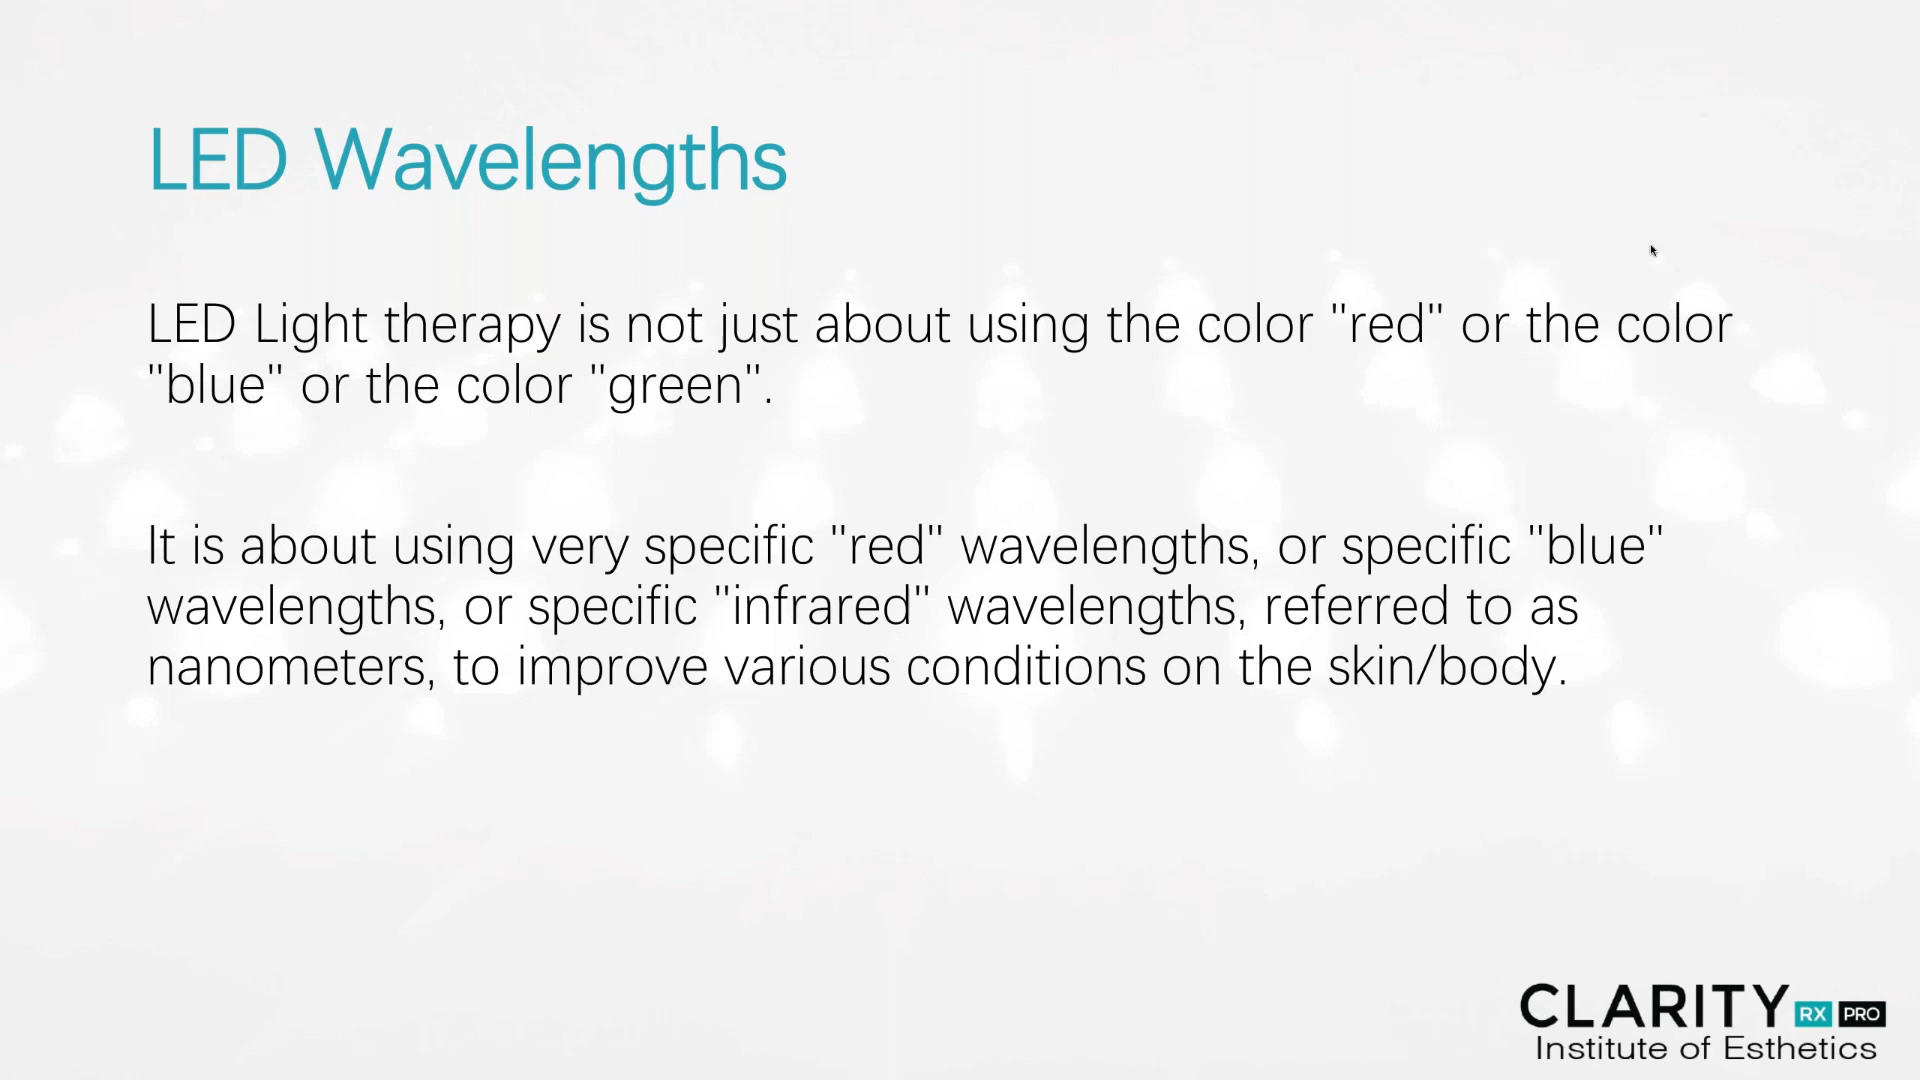 LED Wavelengths
LED Light therapy is not just about using the color "red" or the color
"blue" or the color "green".
It is about using very specific "red" wavelengths, or specific "blue"
wavelengths, or specific "infrared" wavelengths, referred to as
nanometers, to improve various conditions on the skin/body.
CLARITY RX PRO
Institute of Esthetics